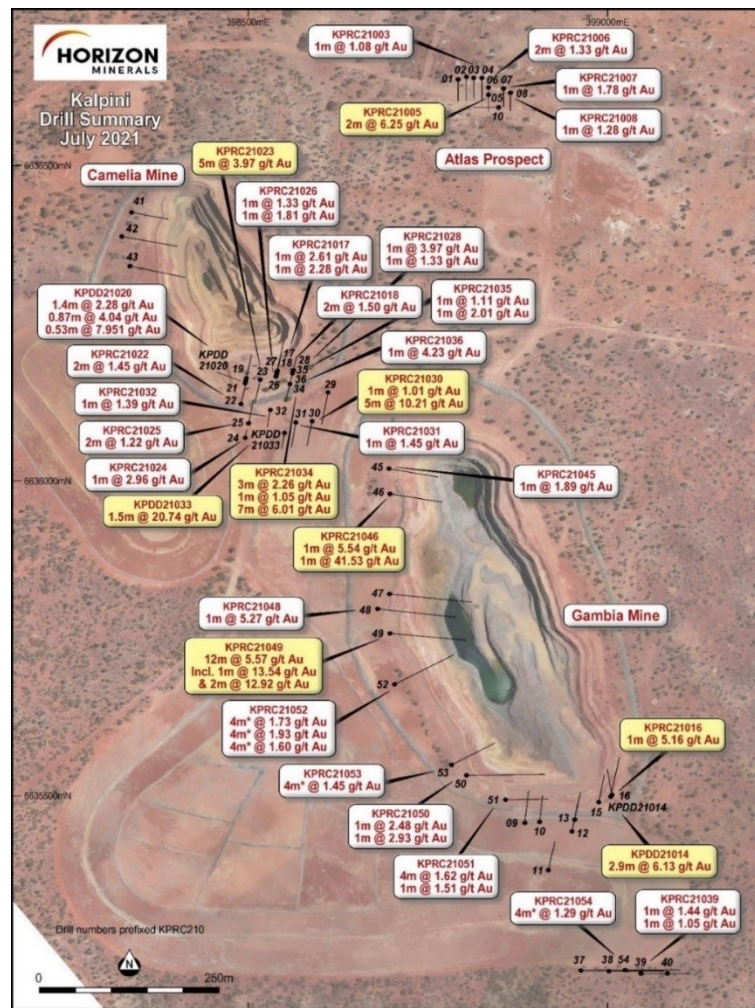 398500mE
399000mE
HORIZON
MINERALS
Kalpini
Drill Summary
July 2021
KPRC21003
1m @ 1.08 g/t Au
KPRC21006
2m @ 1.33 g/t Au
02 03 04
01
06
07
05
08
10
KPRC21007
1m @ 1.78 g/t Au
KPRC21005
2m @ 6.25 g/t Au
KPRC21008
1m @ 1.28 g/t Au
Atlas Prospect
6636500mN
KPRC21023
5m @ 3.97 g/t Au
Camelia Mine
KPRC21026
1m @ 1.33 g/t Au
1m @ 1.81 g/t Au
41
42
43
KPRC21017
1m @ 2.61 g/t Au
1m @ 2.28 g/t Au
KPRC21028
1m @ 3.97 g/t Au
1m @ 1.33 g/t Au
KPRC21018
2m @ 1.50 g/t Au
KPRC21035
1m @ 1.11 g/t Au
1m @ 2.01 g/t Au
KPDD21020
1.4m @ 2.28 g/t Au
0.87m @ 4.04 g/t Au
0.53m @ 7.951 g/t Au
KPRC21036
1m @ 4.23 g/t Au
KPDD
21020
17
27
18
28
35
19
23
26
36
21
34
29
22
KPRC21022
2m @ 1.45 g/t Au
KPRC21030
1m @ 1.01 g/t Au
5m @ 10.21 g/t Au
KPRC21032
1m @ 1.39 g/t Au
32
31
30
25
KPDD
21033
24
KPRC21025
2m @ 1.22 g/t Au
KPRC21031
1m @ 1.45 g/t Au
KPRC21024
1m @ 2.96 g/t Au
KPRC21034
3m @ 2.26 g/t Au
1m @ 1.05 g/t Au
7m @ 6.01 g/t Au
45
KPRC21045
1m @ 1.89 g/t Au
6636000mN
KPDD21033
1.5m @ 20.74 g/t Au
46
KPRC21046
1m @ 5.54 g/t Au
1m @ 41.53 g/t Au
47
KPRC21048
1m @ 5.27 g/t Au
48
Gambia Mine
49
KPRC21049
12m @ 5.57 g/t Au
Incl. 1m @ 13.54 g/t Au
& 2m @ 12.92 g/t Au
52
KPRC21052
4m* @ 1.73 g/t Au
4m* @ 1.93 g/t Au
4m* @ 1.60 g/t Au
KPRC21016
1m @ 5.16 g/t Au
53
KPRC21053
4m* @ 1.45 g/t Au
50
6635500mN
51
16
15
KPDD21014
KPRC21050
1m @ 2.48 g/t Au
1m @ 2.93 g/t Au
09
10
13
12
KPRC21051
4m @ 1.62 g/t Au
1m @ 1.51 g/t Au
KPDD21014
2.9m @ 6.13 g/t Au
11
KPRC21054
4m* @ 1.29 g/t Au
KPRC21039
1m @ 1.44 g/t Au
1m @ 1.05 g/t Au
Drill numbers prefixed KPRC210
N
0
250m
37
38
54
39
40